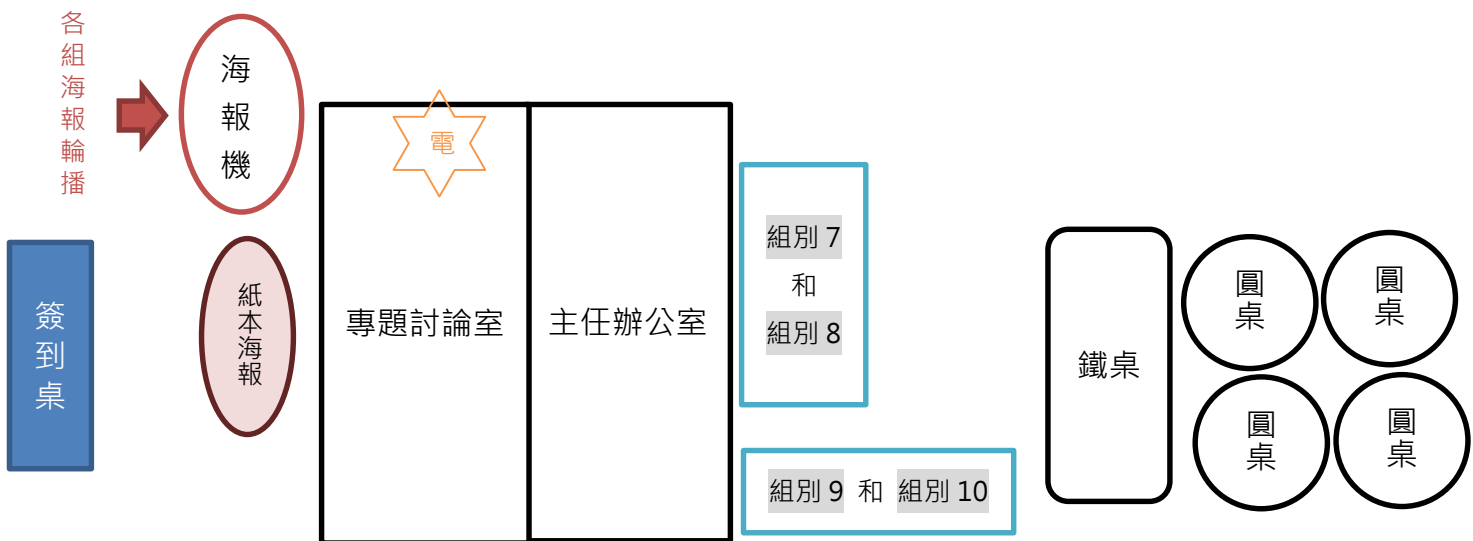 各組海報輪播
海報機
電
簽到桌
紙本海報
專題討論室
主任辦公室
組別 7
和
組別 8
組別 9 和 組別 10
鐵桌
圓桌
圓桌
圓桌
圓桌